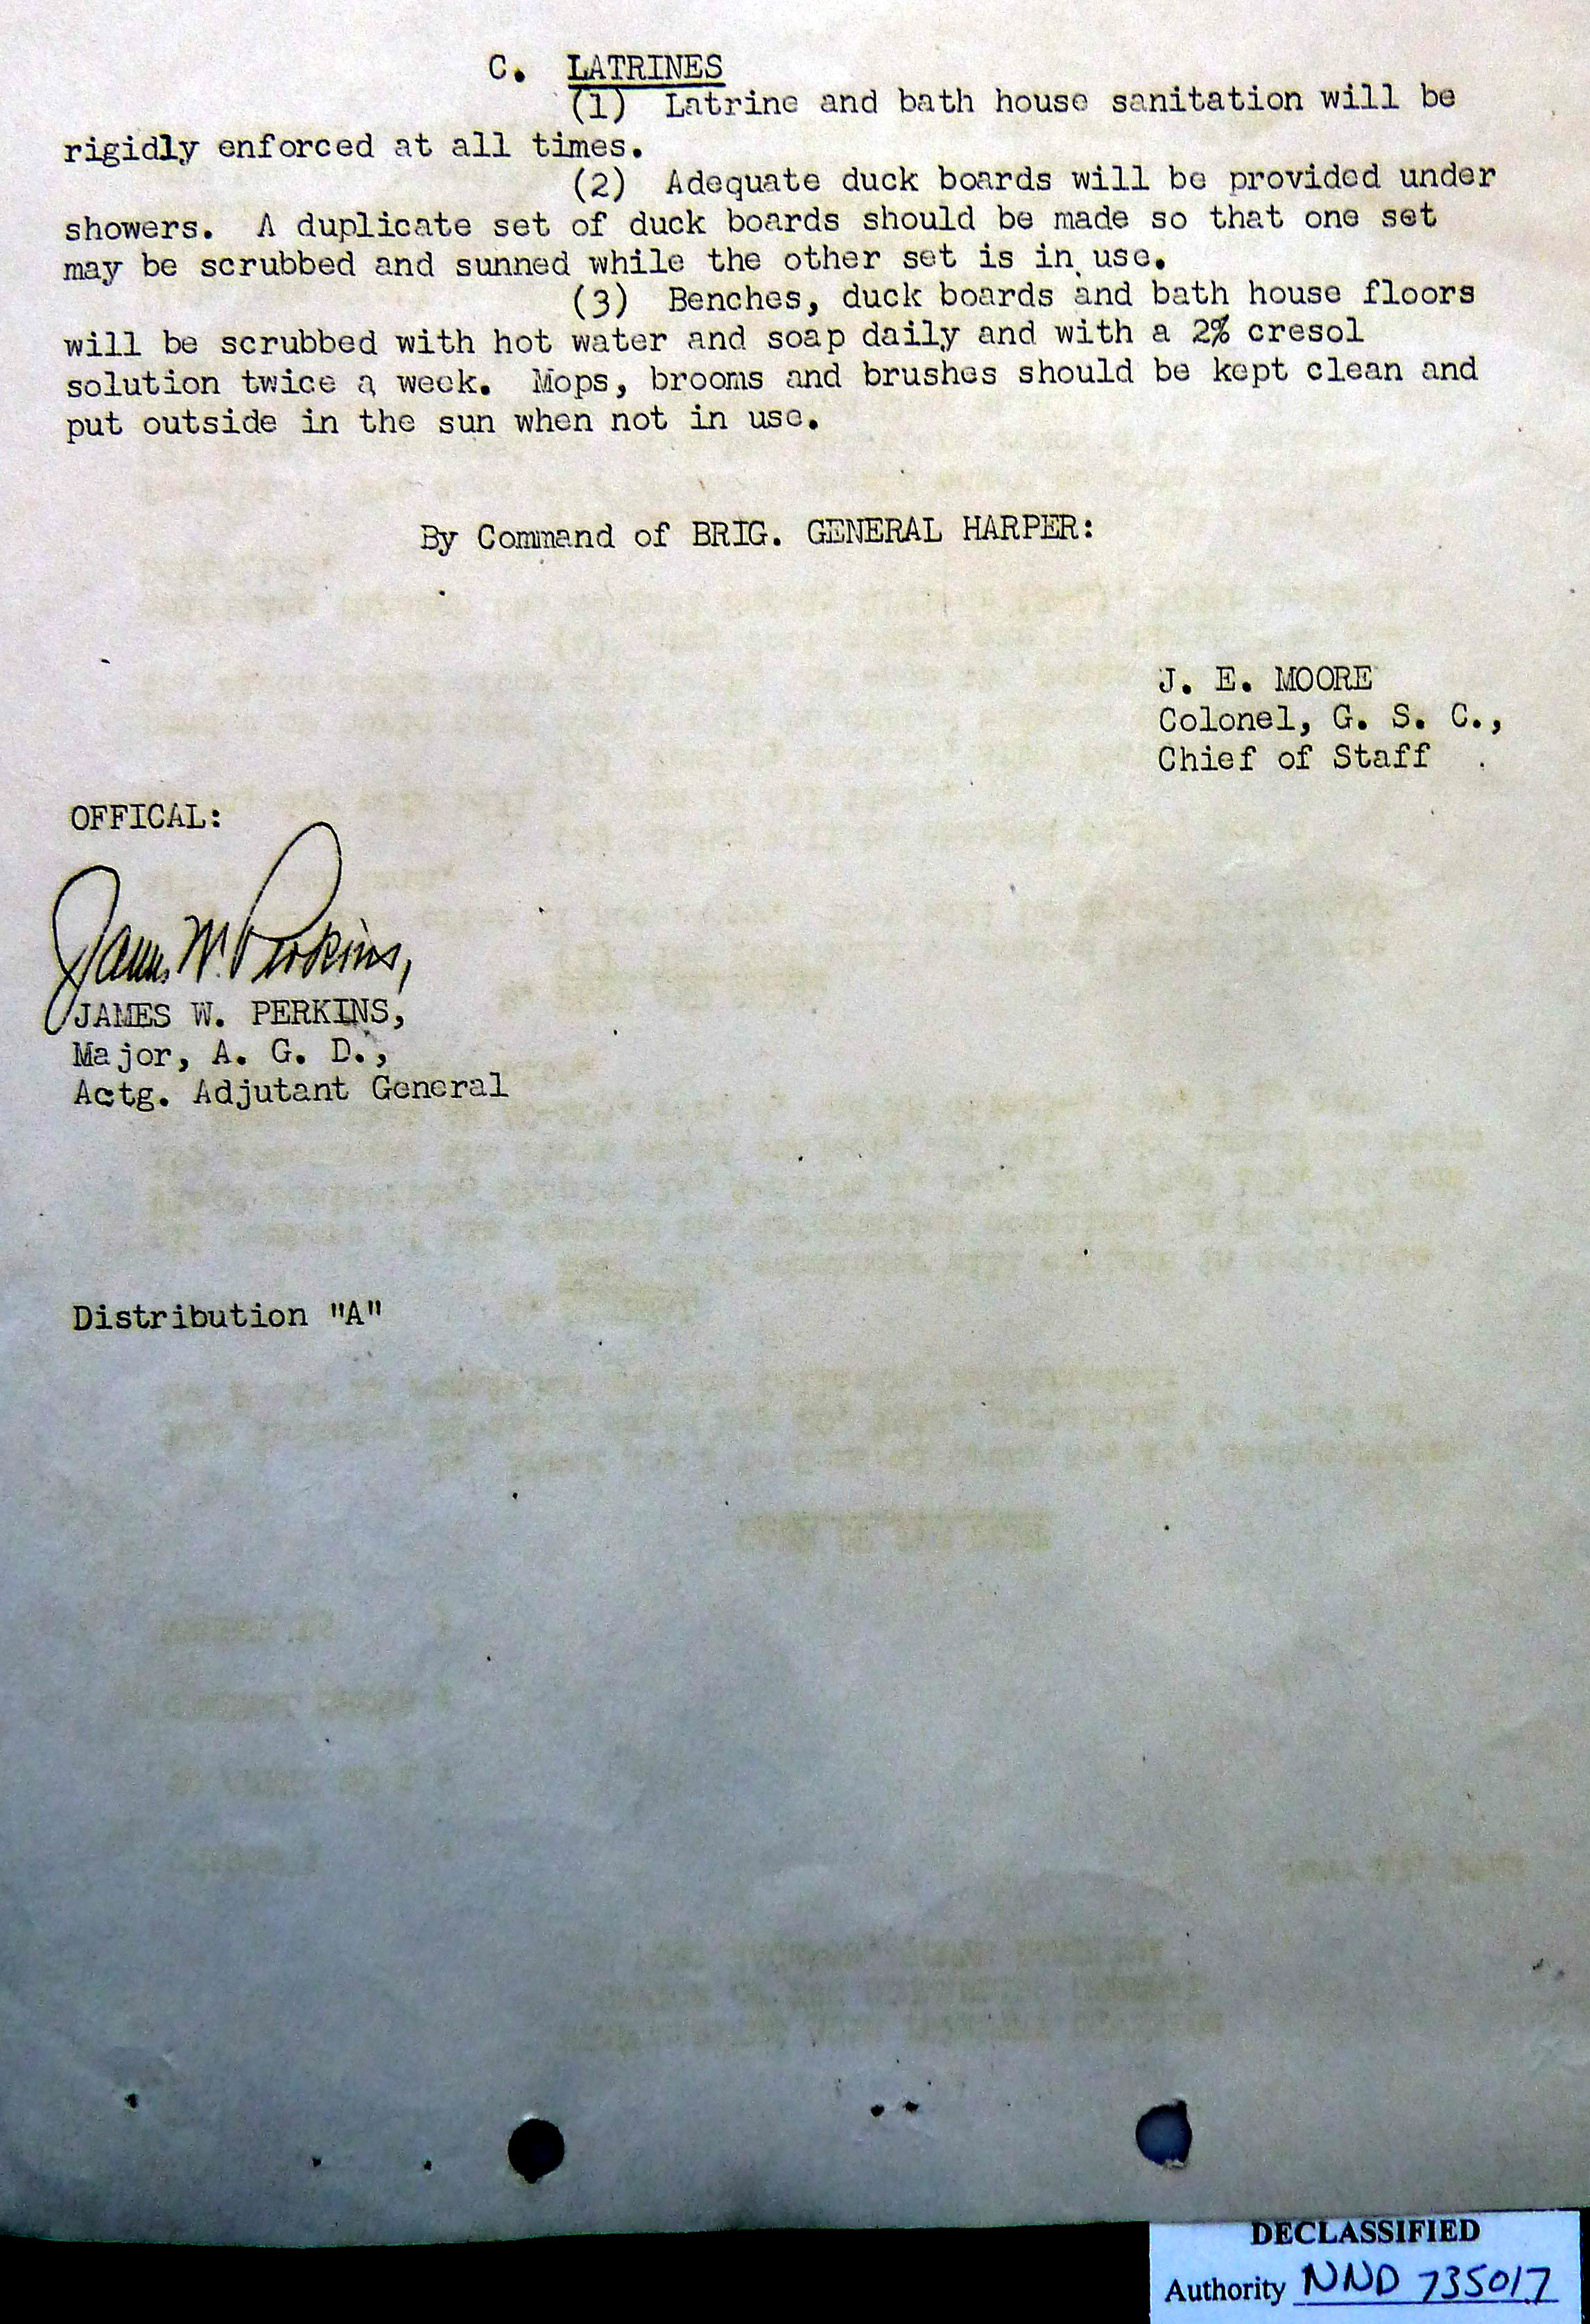 C. LATRINES
(1) Latrine and bath house sanitation will be
rigidly enforced at all times.
(2) Adequate duck boards will be provided under
showers. A duplicate set of duck boards should be made so that one set
may be scrubbed and sunned while the other set is in use.
(3) Benches, duck boards and bath house floors
will be scrubbed with hot water and soap daily and with a 2% cresol
solution twice a week. Mops, brooms and brushes should be kept clean and
put outside in the sun when not in use.
By Command of BRIG. GENERAL HARPER:
J. E. MOORE
Colonel, G. S. C.,
Chief of Staff
OFFICAL:
James W. Perkins,
JAMES W. PERKINS,
Major, A. G. D.,
Actg. Adjutant General
Distribution "A"
DECLASSIFIED
Authority NND 735017